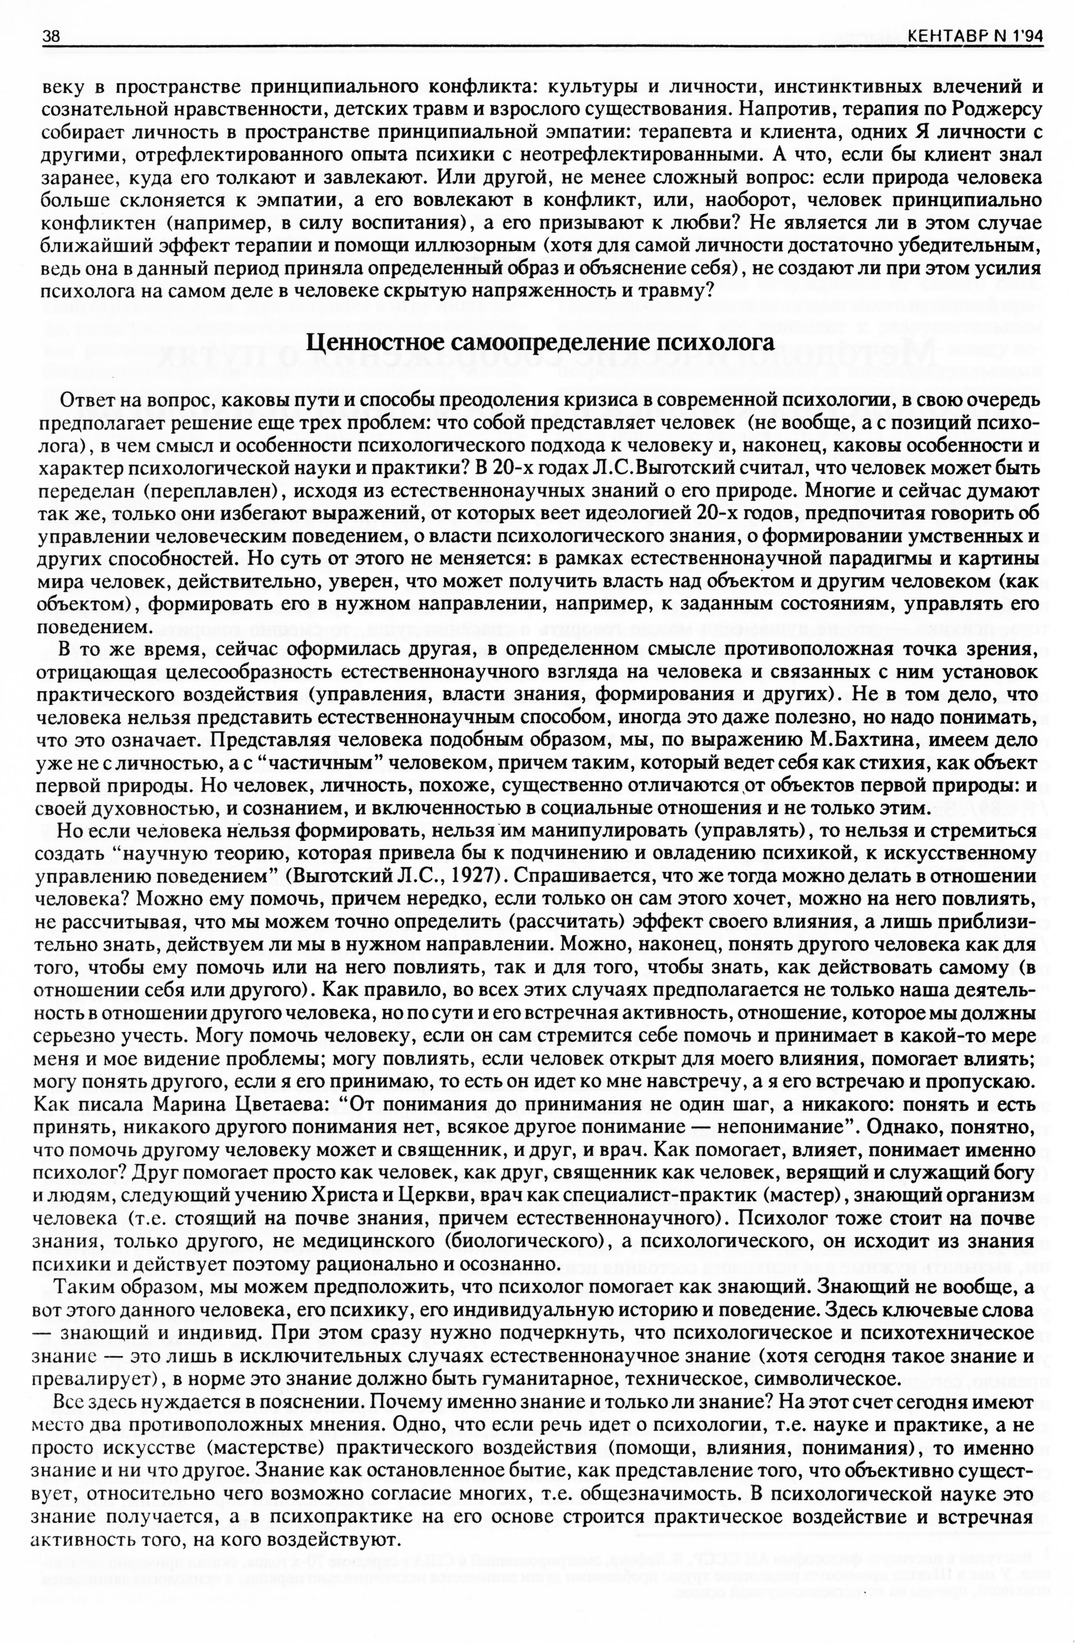 38
КЕНТАВР N 1'94
веку в пространстве принципиального конфликта: культуры и личности, инстинктивных влечений и
сознательной нравственности, детских травм и взрослого существования. Напротив, терапия по Роджерсу
собирает личность в пространстве принципиальной эмпатии: терапевта и клиента, одних Я личности с
другими, отрефлектированного опыта психики с неотрефлектированными. А что, если бы клиент знал
заранее, куда его толкают и завлекают. Или другой, не менее сложный вопрос: если природа человека
больше склоняется к эмпатии, а его вовлекают в конфликт, или, наоборот, человек принципиально
конфликтен (например, в силу воспитания), а его призывают к любви? Не является ли в этом случае
ближайший эффект терапии и помощи иллюзорным (хотя для самой личности достаточно убедительным,
ведь она в данный период приняла определенный образ и объяснение себя), не создают ли при этом усилия
психолога на самом деле в человеке скрытую напряженность и травму?
Ценностное самоопределение психолога
Ответ на вопрос, каковы пути и способы преодоления кризиса в современной психологии, в свою очередь
предполагает решение еще трех проблем: что собой представляет человек (не вообще, а с позиций психо-
лога), в чем смысл и особенности психологического подхода к человеку и, наконец, каковы особенности и
характер психологической науки и практики? В 20-х годах Л.С.Выготский считал, что человек может быть
переделан (переплавлен), исходя из естественнонаучных знаний о его природе. Многие и сейчас думают
так же, только они избегают выражений, от которых веет идеологией 20-х годов, предпочитая говорить об
управлении человеческим поведением, о власти психологического знания, о формировании умственных и
других способностей. Но суть от этого не меняется: в рамках естественнонаучной парадигмы и картины
мира человек, действительно, уверен, что может получить власть над объектом и другим человеком (как
объектом), формировать его в нужном направлении, например, к заданным состояниям, управлять его
поведением.
В то же время, сейчас оформилась другая, в определенном смысле противоположная точка зрения,
отрицающая целесообразность естественнонаучного взгляда на человека и связанных с ним установок
практического воздействия (управления, власти знания, формирования и других). Не в том дело, что
человека нельзя представить естественнонаучным способом, иногда это даже полезно, но надо понимать,
что это означает. Представляя человека подобным образом, мы, по выражению М.Бахтина, имеем дело
уже не с личностью, а с “частичным” человеком, причем таким, который ведет себя как стихия, как объект
первой природы. Но человек, личность, похоже, существенно отличаются от объектов первой природы: и
своей духовностью, и сознанием, и включенностью в социальные отношения и не только этим.
Но если человека нельзя формировать, нельзя им манипулировать (управлять), то нельзя и стремиться
создать “научную теорию, которая привела бы к подчинению и овладению психикой, к искусственному
управлению поведением” (Выготский Л.С., 1927). Спрашивается, что же тогда можно делать в отношении
человека? Можно ему помочь, причем нередко, если только он сам этого хочет, можно на него повлиять,
не рассчитывая, что мы можем точно определить (рассчитать) эффект своего влияния, а лишь приблизи-
тельно знать, действуем ли мы в нужном направлении. Можно, наконец, понять другого человека как для
того, чтобы ему помочь или на него повлиять, так и для того, чтобы знать, как действовать самому (в
отношении себя или другого). Как правило, во всех этих случаях предполагается не только наша деятель-
ность в отношении другого человека, но по сути и его встречная активность, отношение, которое мы должны
серьезно учесть. Могу помочь человеку, если он сам стремится себе помочь и принимает в какой-то мере
меня и мое видение проблемы; могу повлиять, если человек открыт для моего влияния, помогает влиять;
могу понять другого, если я его принимаю, то есть он идет ко мне навстречу, а я его встречаю и пропускаю.
Как писала Марина Цветаева: “От понимания до принимания не один шаг, а никакого: понять и есть
принять, никакого другого понимания нет, всякое другое понимание — непонимание”. Однако, понятно,
что помочь другому человеку может и священник, и друг, и врач. Как помогает, влияет, понимает именно
психолог? Друг помогает просто как человек, как друг, священник как человек, верящий и служащий богу
и людям, следующий учению Христа и Церкви, врач как специалист-практик (мастер), знающий организм
человека (т.е. стоящий на почве знания, причем естественнонаучного). Психолог тоже стоит на почве
знания, только другого, не медицинского (биологического), а психологического, он исходит из знания
психики и действует поэтому рационально и осознанно.
Таким образом, мы можем предположить, что психолог помогает как знающий. Знающий не вообще, а
вот этого данного человека, его психику, его индивидуальную историю и поведение. Здесь ключевые слова
— знающий и индивид. При этом сразу нужно подчеркнуть, что психологическое и психотехническое
знание — это лишь в исключительных случаях естественнонаучное знание (хотя сегодня такое знание и
превалирует), в норме это знание должно быть гуманитарное, техническое, символическое.
Все здесь нуждается в пояснении. Почему именно знание и только ли знание? На этот счет сегодня имеют
место два противоположных мнения. Одно, что если речь идет о психологии, т.е. науке и практике, а не
просто искусстве (мастерстве) практического воздействия (помощи, влияния, понимания), то именно
знание и ни что другое. Знание как остановленное бытие, как представление того, что объективно сущест-
вует, относительно чего возможно согласие многих, т.е. общезначимость. В психологической науке это
знание получается, а в психопрактике на его основе строится практическое воздействие и встречная
активность того, на кого воздействуют.